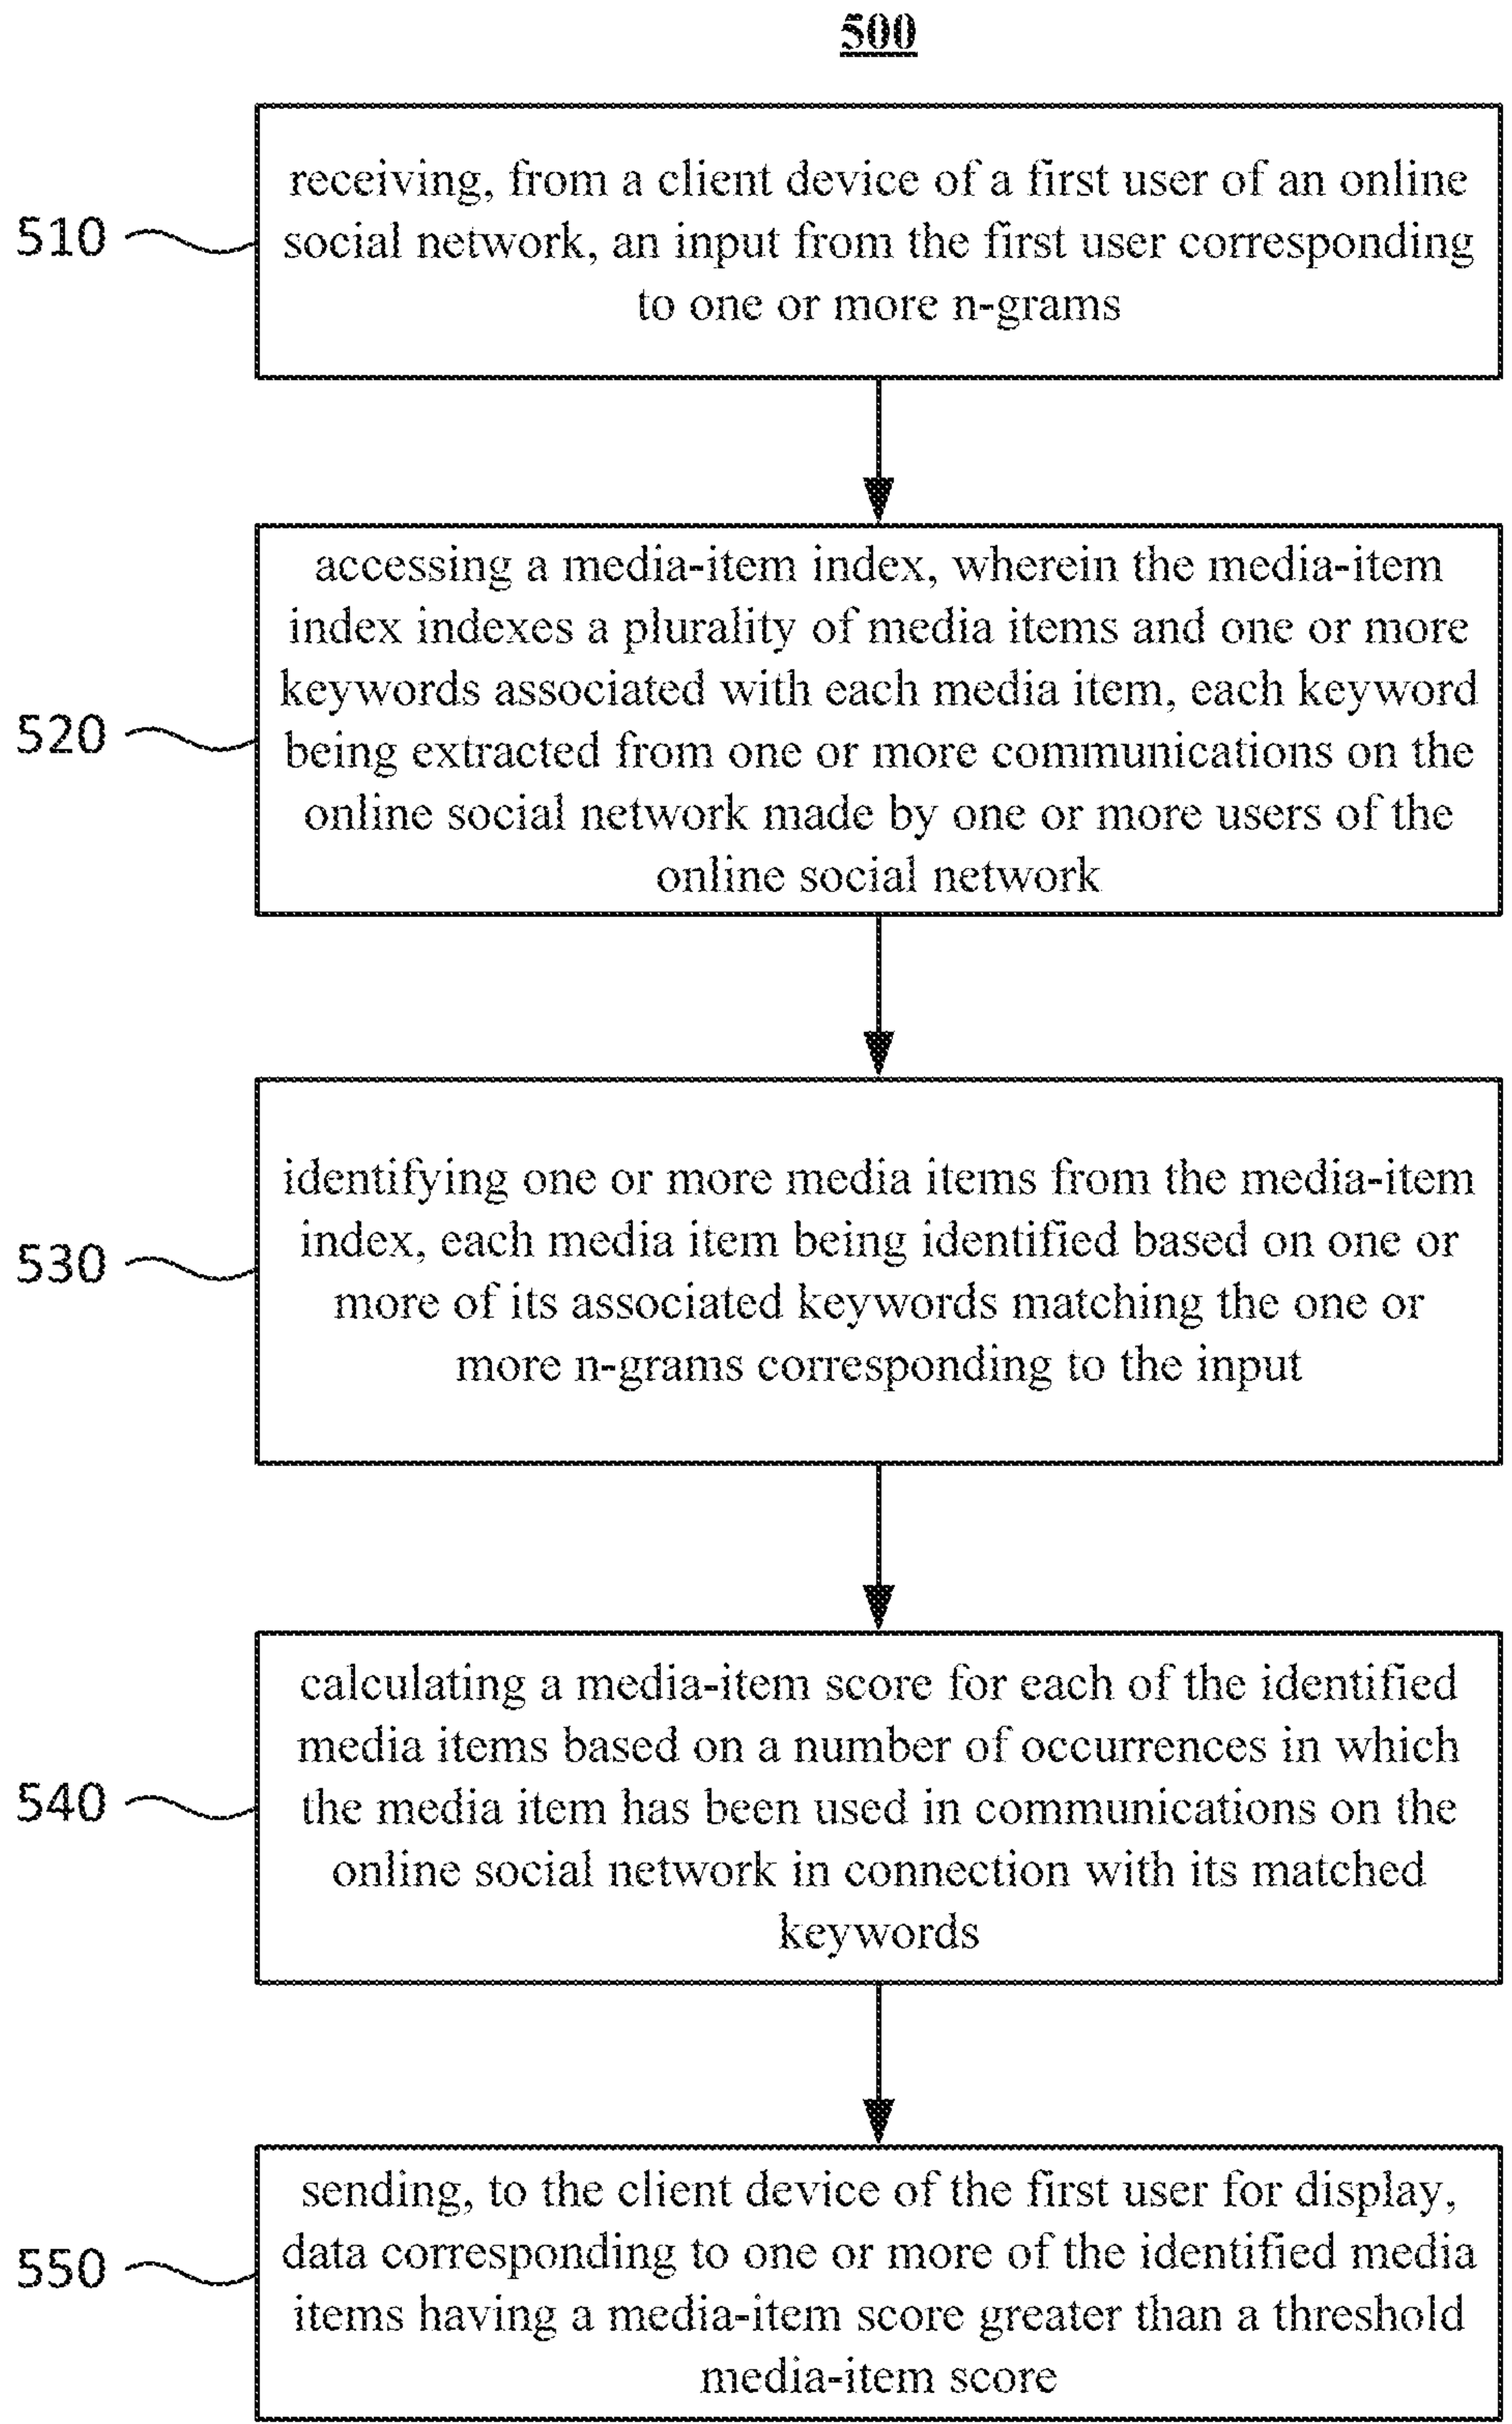 500
510
receiving, from a client device of a first user of an online
social network, an input from the first user corresponding
to one or more n-grams
520
accessing a media-item index, wherein the media-item
index indexes a plurality of media items and one or more
keywords associated with each media item, each keyword
being extracted from one or more communications on the
online social network made by one or more users of the
online social network
530
identifying one or more media items from the media-item
index, each media item being identified based on one or
more of its associated keywords matching the one or
more n-grams corresponding to the input
540
calculating a media-item score for each of the identified
media items based on a number of occurrences in which
the media item has been used in communications on the
online social network in connection with its matched
keywords
550
sending, to the client device of the first user for display,
data corresponding to one or more of the identified media
items having a media-item score greater than a threshold
media-item score